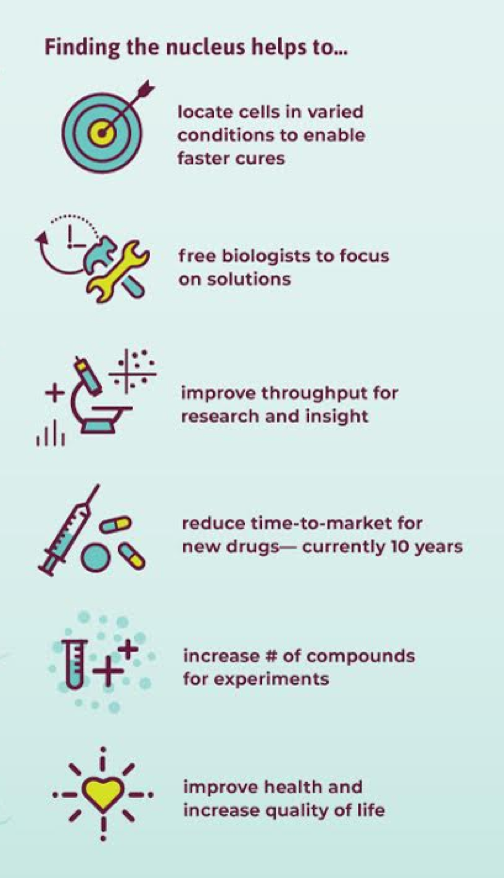 Finding the nucleus helps to...
locate cells in varied
conditions to enable
faster cures
free biologists to focus
on solutions
improve throughput for
research and insight
reduce time-to-market for
new drugs— currently 10 years
increase # of compounds
for experiments
improve health and
increase quality of life